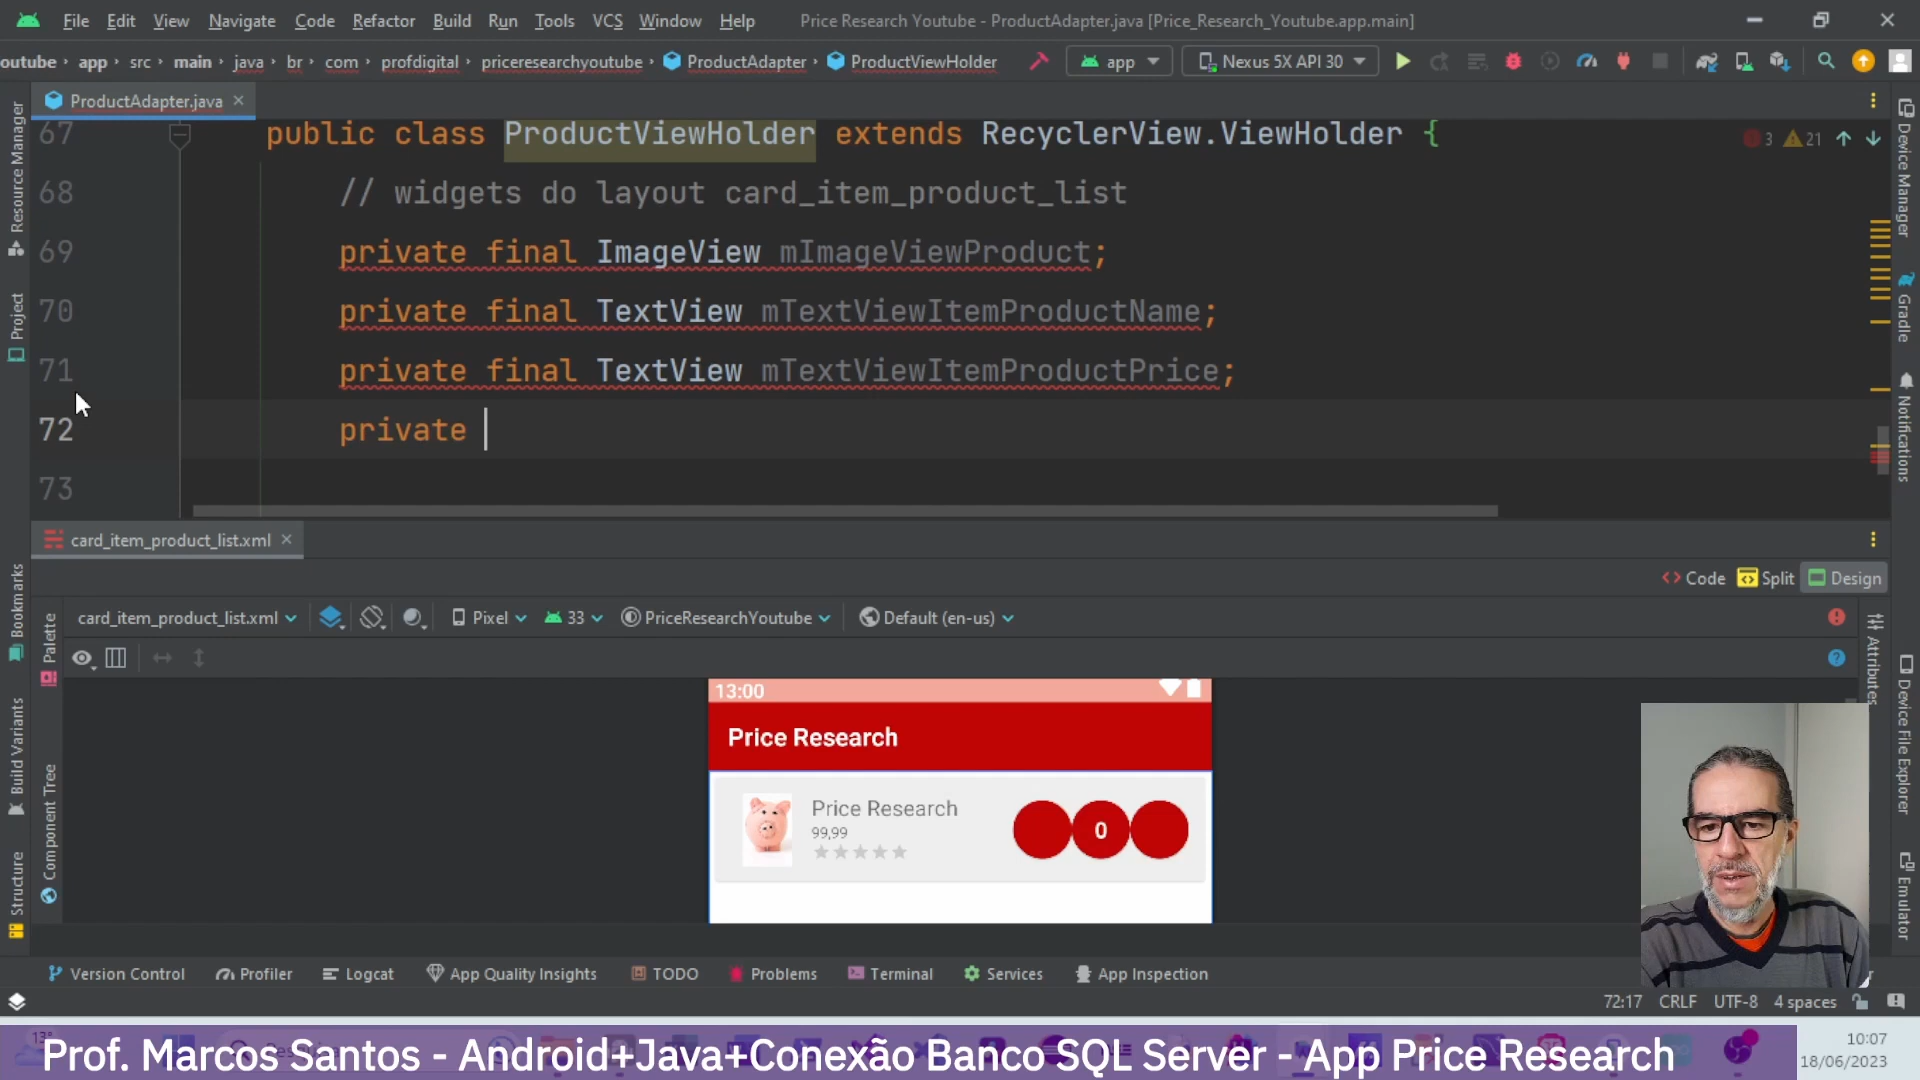 File Edit View Navigate Code Refactor Build Run Tools VCS Window Help Price Research Youtube - ProductAdapter.java [Price_Research_Youtube.app.main]
outube app src main java br com profdigital priceresearchyoutube ProductAdapter ProductViewHolder app Nexus 5X API 30
ProductAdapter.java
67 public class ProductViewHolder extends RecyclerView.ViewHolder {
3 21
68 // widgets do layout card_item_product_list
69 private final ImageView mImageViewProduct;
70 private final TextView mTextViewItemProductName;
71 private final TextView mTextViewItemProductPrice;
72 private
73
card_item_product_list.xml
Code Split Design
card_item_product_list.xml Pixel 33 PriceResearchYoutube Default (en-us)
13:00
Price Research
Price Research
99,99
0
Resource Manager
Project
Bookmarks
Build Variants
Structure
Palette
Component Tree
Attributes
Device Manager
Gradle
Notifications
Device File Explorer
Emulator
Version Control Profiler Logcat App Quality Insights TODO Problems Terminal Services App Inspection
72:17 CRLF UTF-8 4 spaces
Prof. Marcos Santos - Android+Java+Conexão Banco SQL Server - App Price Research
13°
10:07
18/06/2023